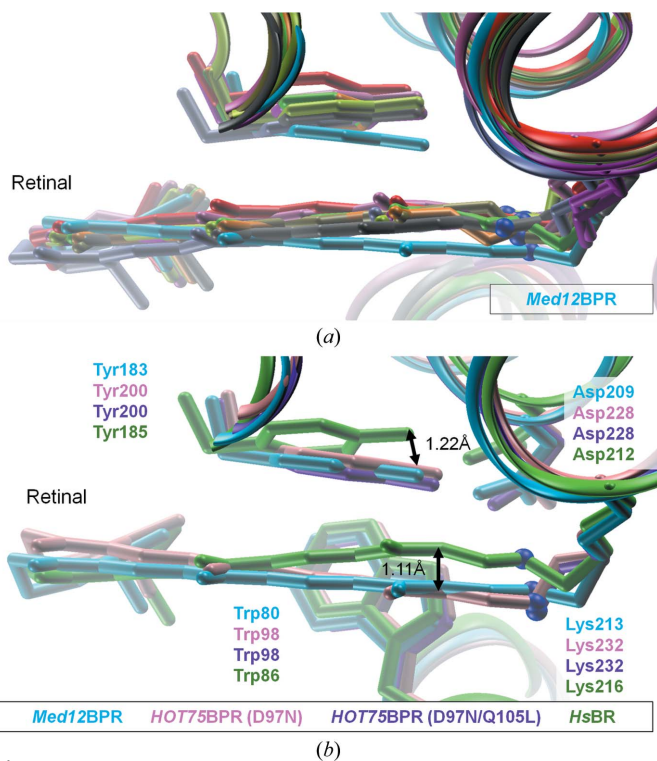 Retinal
Med12BPR
(a)
Tyr183
Tyr200
Tyr200
Tyr185
Asp209
Asp228
Asp228
Asp212
1.22Å
Retinal
1.11Å
Trp80
Trp98
Trp98
Trp86
Lys213
Lys232
Lys232
Lys216
Med12BPR HOT75BPR (D97N) HOT75BPR (D97N/Q105L) HsBR
(b)